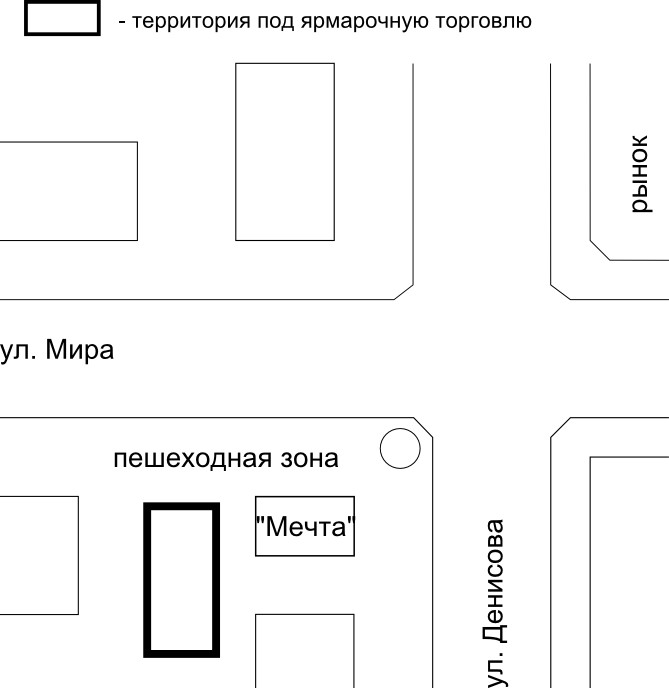 - территория под ярмарочную торговлю
рынок
ул. Мира
пешеходная зона
"Мечта"
ул. Денисова